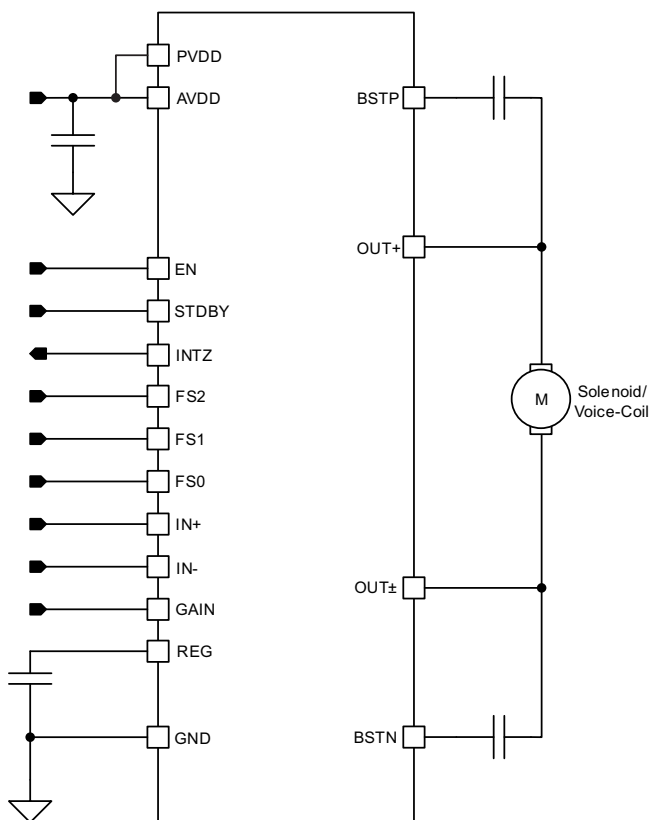 PVDD
AVDD
BSTP
OUT+
EN
STDBY
INTZ
FS2
FS1
FS0
IN+
IN-
GAIN
REG
GND
M
Solenoid/
Voice-Coil
OUT±
BSTN